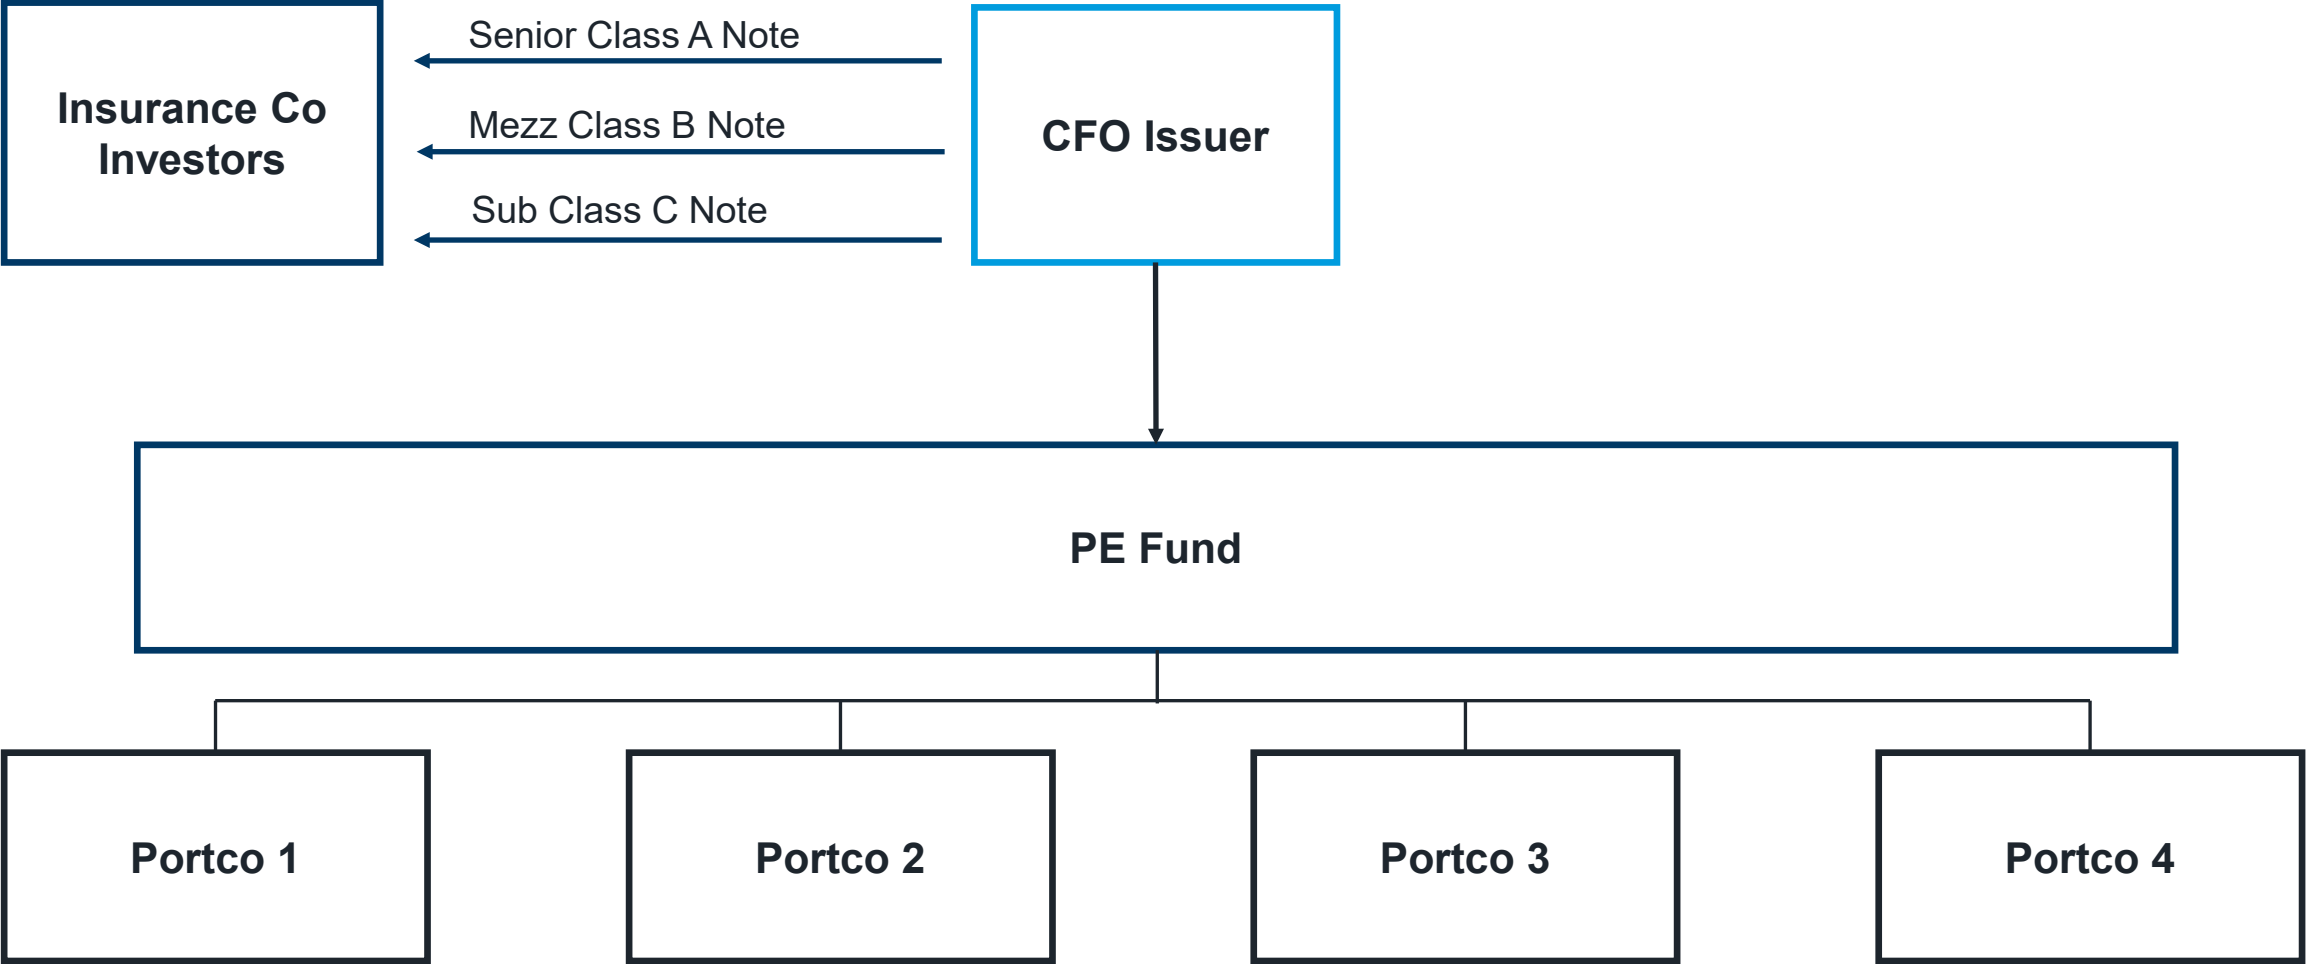 Insurance Co
Investors
Senior Class A Note
Mezz Class B Note
Sub Class C Note
CFO Issuer
PE Fund
Portco 1
Portco 2
Portco 3
Portco 4